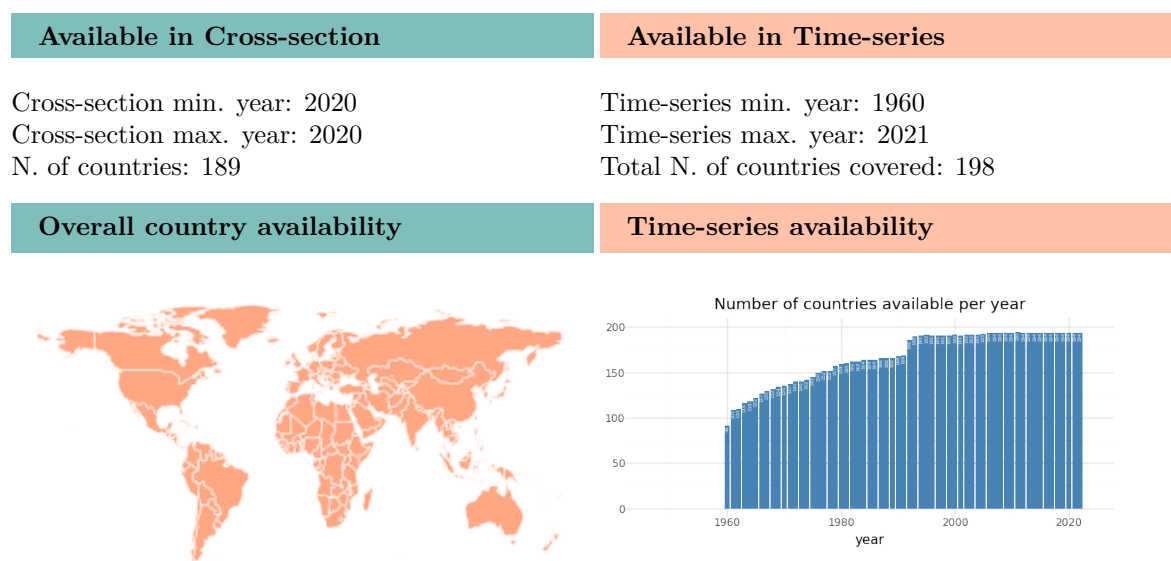 Available in Cross-section
Cross-section min. year: 2020
Cross-section max. year: 2020
N. of countries: 189
Available in Time-series
Time-series min. year: 1960
Time-series max. year: 2021
Total N. of countries covered: 198
Overall country availability
Time-series availability
Number of countries available per year
200
150
100
50
0
1960 1980 2000 2020
year